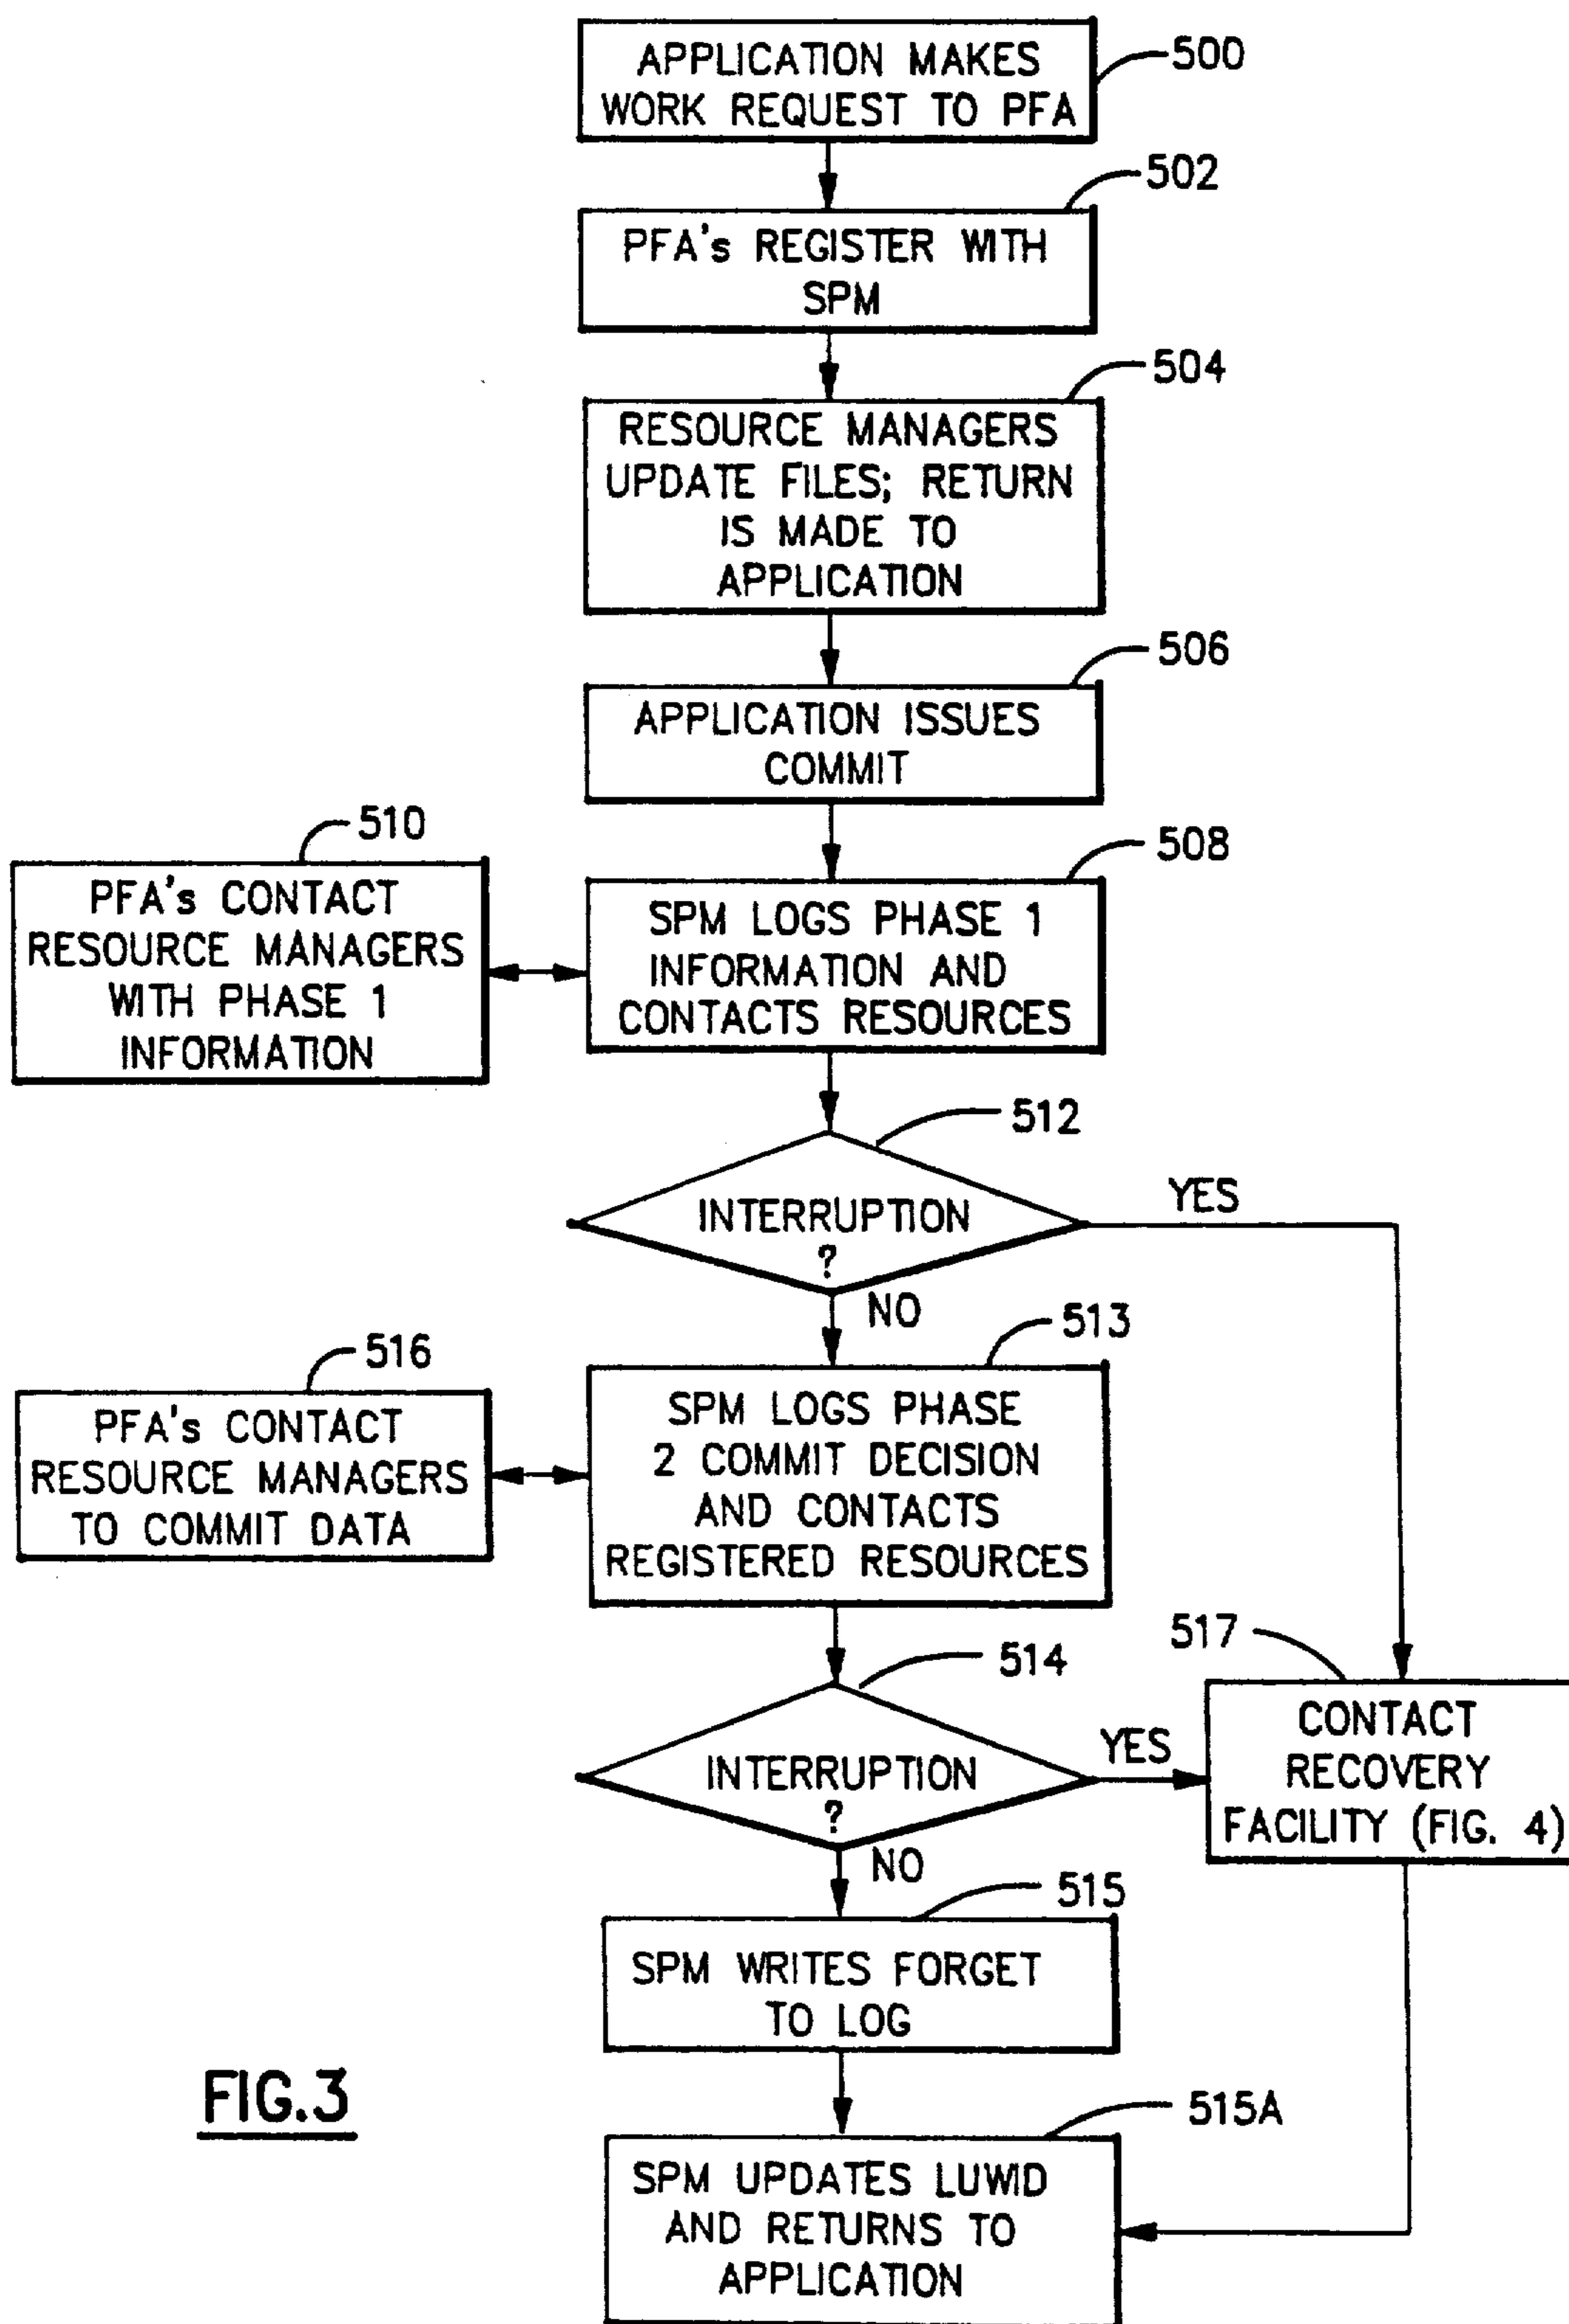 APPLICATION MAKES
WORK REQUEST TO PFA
500
502
PFA's REGISTER WITH
SPM
504
RESOURCE MANAGERS
UPDATE FILES; RETURN
IS MADE TO
APPLICATION
506
APPLICATION ISSUES
COMMIT
510
PFA's CONTACT
RESOURCE MANAGERS
WITH PHASE 1
INFORMATION
508
SPM LOGS PHASE 1
INFORMATION AND
CONTACTS RESOURCES
512
INTERRUPTION
?
YES
NO
513
516
PFA's CONTACT
RESOURCE MANAGERS
TO COMMIT DATA
SPM LOGS PHASE
2 COMMIT DECISION
AND CONTACTS
REGISTERED RESOURCES
514
INTERRUPTION
?
YES
NO
517
CONTACT
RECOVERY
FACILITY (FIG. 4)
515
SPM WRITES FORGET
TO LOG
515A
SPM UPDATES LUWID
AND RETURNS TO
APPLICATION
FIG.3